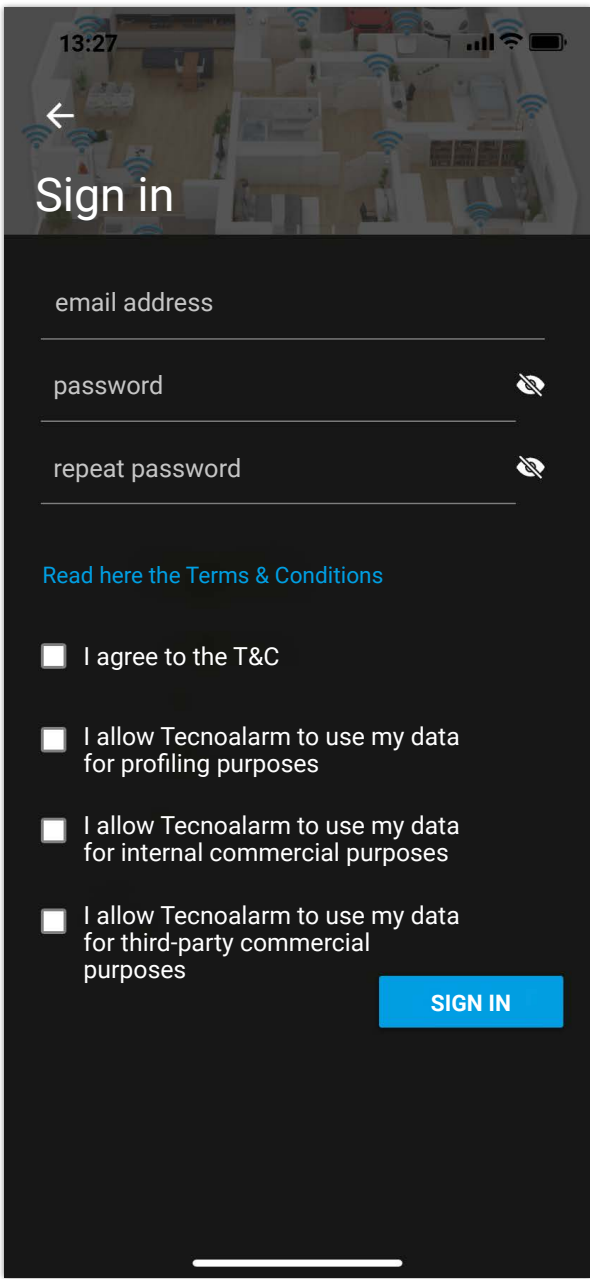 13:27
Sign in
email address
password
repeat password
Read here the Terms & Conditions
I agree to the T&C
I allow Tecnoalarm to use my data
for profiling purposes
I allow Tecnoalarm to use my data
for internal commercial purposes
I allow Tecnoalarm to use my data
for third-party commercial
purposes
SIGN IN